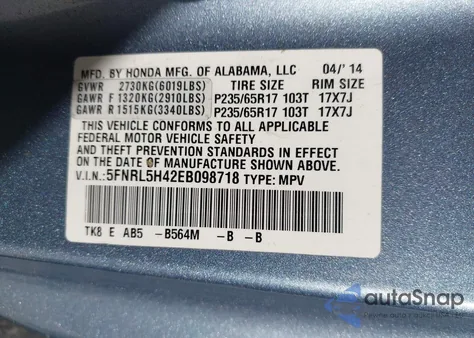 MFD. BY HONDA MFG. OF ALABAMA, LLC 04/'14
GVWR 2730KG(6019LBS) TIRE SIZE RIM SIZE
GAWR F 1320KG(2910LBS) P235/65R17 103T 17X7J
GAWR R 1515KG(3340LBS) P235/65R17 103T 17X7J
THIS VEHICLE CONFORMS TO ALL APPLICABLE
FEDERAL MOTOR VEHICLE SAFETY
AND THEFT PREVENTION STANDARDS IN EFFECT ON
THE DATE OF MANUFACTURE SHOWN ABOVE.
V.I.N.: 5FNRL5H42EB098718 TYPE: MPV
TK8 E AB5 -B564M -B -B
autoSnap